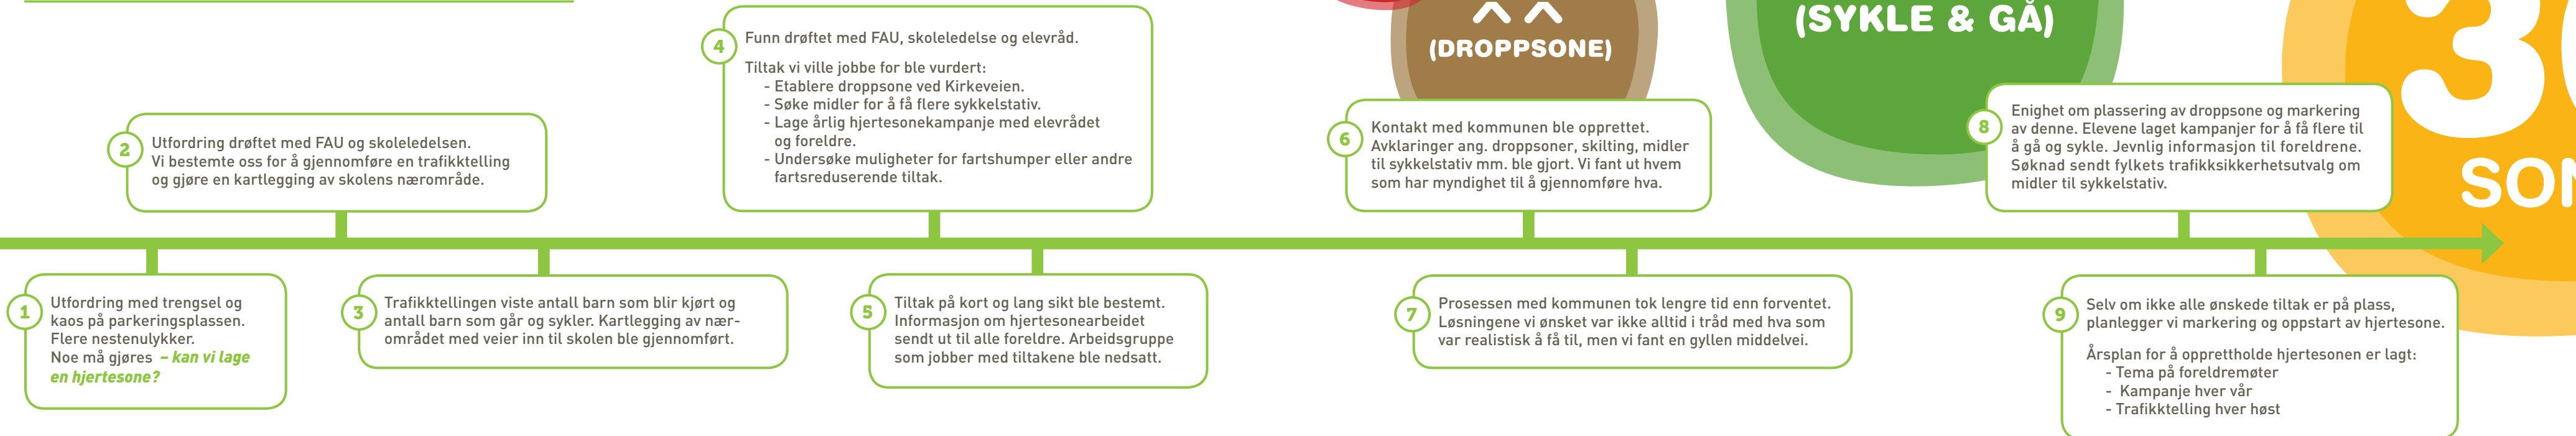 (DROPPSONE)
(SYKLE & GÅ)
SON
1
Utfordring med trengsel og
kaos på parkeringsplassen.
Flere nestenulykker.
Noe må gjøres – kan vi lage
en hjertesone?
2
Utfordring drøftet med FAU og skoleledelsen.
Vi bestemte oss for å gjennomføre en trafikktelling
og gjøre en kartlegging av skolens nærområde.
3
Trafikktellingen viste antall barn som blir kjørt og
antall barn som går og sykler. Kartlegging av nær-
området med veier inn til skolen ble gjennomført.
4
Funn drøftet med FAU, skoleledelse og elevråd.
Tiltak vi ville jobbe for ble vurdert:
- Etablere droppsone ved Kirkeveien.
- Søke midler for å få flere sykkelstativ.
- Lage årlig hjertesonekampanje med elevrådet
og foreldre.
- Undersøke muligheter for fartshumper eller andre
fartsreduserende tiltak.
5
Tiltak på kort og lang sikt ble bestemt.
Informasjon om hjertesonearbeidet
sendt ut til alle foreldre. Arbeidsgruppe
som jobber med tiltakene ble nedsatt.
6
Kontakt med kommunen ble opprettet.
Avklaringer ang. droppsoner, skilting, midler
til sykkelstativ mm. ble gjort. Vi fant ut hvem
som har myndighet til å gjennomføre hva.
7
Prosessen med kommunen tok lengre tid enn forventet.
Løsningene vi ønsket var ikke alltid i tråd med hva som
var realistisk å få til, men vi fant en gyllen middelvei.
8
Enighet om plassering av droppsone og markering
av denne. Elevene laget kampanjer for å få flere til
å gå og sykle. Jevnlig informasjon til foreldrene.
Søknad sendt fylkets trafikksikkerhetsutvalg om
midler til sykkelstativ.
9
Selv om ikke alle ønskede tiltak er på plass,
planlegger vi markering og oppstart av hjertesone.
Årsplan for å opprettholde hjertesonen er lagt:
- Tema på foreldremøter
- Kampanje hver vår
- Trafikktelling hver høst